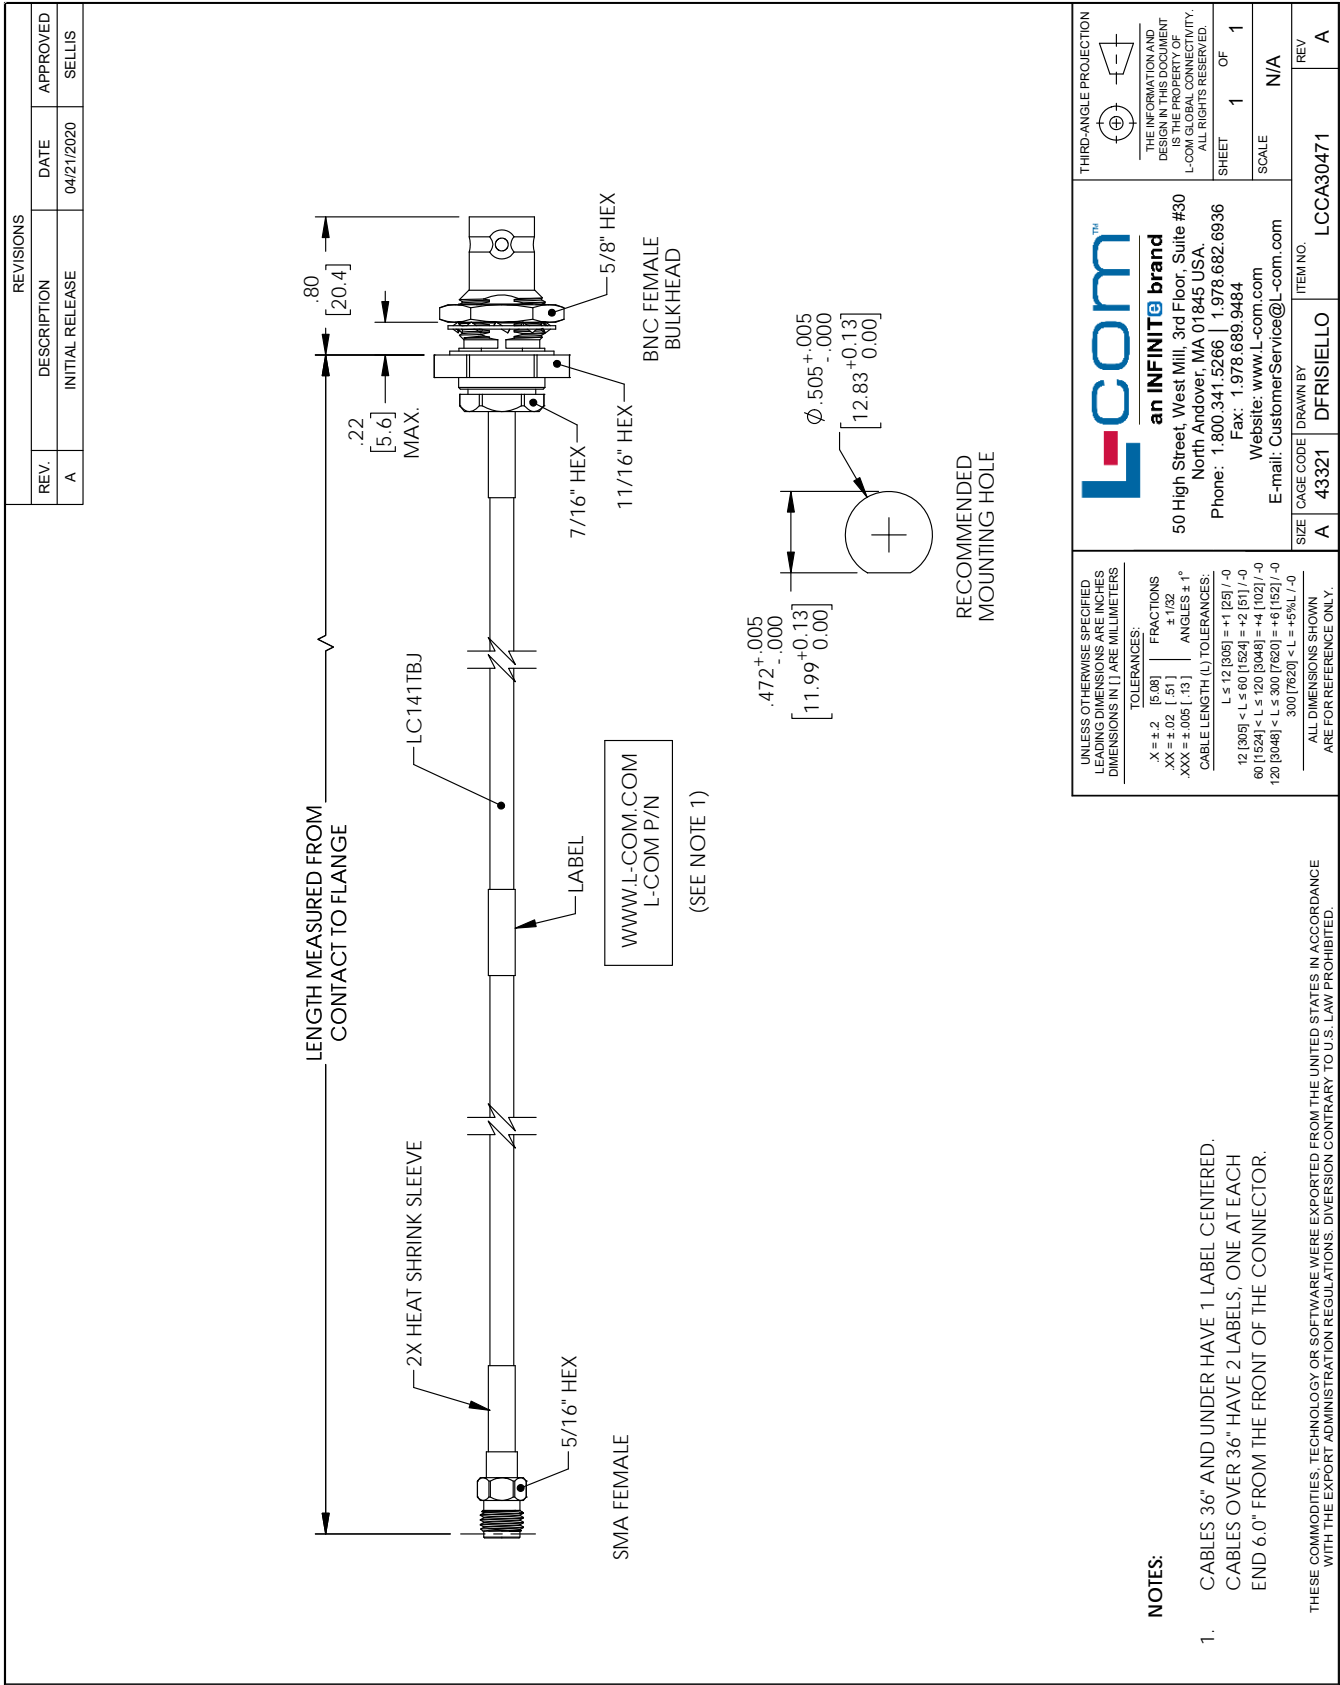 REVISIONS
REV. DESCRIPTION DATE APPROVED
A INITIAL RELEASE 04/21/2020 SELLIS
LENGTH MEASURED FROM
CONTACT TO FLANGE
.80
[20.4]
.22
[5.6]
MAX.
2X HEAT SHRINK SLEEVE
LC141TBJ
5/16" HEX
SMA FEMALE
LABEL
WWW.L-COM.COM
L-COM P/N
(SEE NOTE 1)
7/16" HEX
11/16" HEX
5/8" HEX
BNC FEMALE
BULKHEAD
.472 +.005 -.000
[11.99 +0.13 0.00]
Ø.505 +.005 -.000
[12.83 +0.13 0.00]
RECOMMENDED
MOUNTING HOLE
NOTES:
1. CABLES 36" AND UNDER HAVE 1 LABEL CENTERED.
CABLES OVER 36" HAVE 2 LABELS, ONE AT EACH
END 6.0" FROM THE FRONT OF THE CONNECTOR.
THESE COMMODITIES, TECHNOLOGY OR SOFTWARE WERE EXPORTED FROM THE UNITED STATES IN ACCORDANCE
WITH THE EXPORT ADMINISTRATION REGULATIONS. DIVERSION CONTRARY TO U.S. LAW PROHIBITED.
UNLESS OTHERWISE SPECIFIED
LEADING DIMENSIONS ARE INCHES
DIMENSIONS IN [ ] ARE MILLIMETERS
TOLERANCES:
.X = ±.2 [5.08] FRACTIONS
.XX = ±.02 [.51] ± 1/32
.XXX = ±.005 [.13] ANGLES ± 1°
CABLE LENGTH (L) TOLERANCES:
L ≤ 12 [305] = +1 [25] / -0
12 [305] < L ≤ 60 [1524] = +2 [51] / -0
60 [1524] < L ≤ 120 [3048] = +4 [102] / -0
120 [3048] < L ≤ 300 [7620] = +6 [152] / -0
300 [7620] < L = +5%L / -0
ALL DIMENSIONS SHOWN
ARE FOR REFERENCE ONLY.
L-com™
an INFINITe brand
50 High Street, West Mill, 3rd Floor, Suite #30
North Andover, MA 01845 USA.
Phone: 1.800.341.5266 | 1.978.682.6936
Fax: 1.978.689.9484
Website: www.L-com.com
E-mail: CustomerService@L-com.com
THIRD-ANGLE PROJECTION
THE INFORMATION AND
DESIGN IN THIS DOCUMENT
IS THE PROPERTY OF
L-COM GLOBAL CONNECTIVITY.
ALL RIGHTS RESERVED.
SHEET 1 OF 1
SCALE N/A
SIZE A
CAGE CODE 43321
DRAWN BY DFRISIELLO
ITEM NO. LCCA30471
REV A